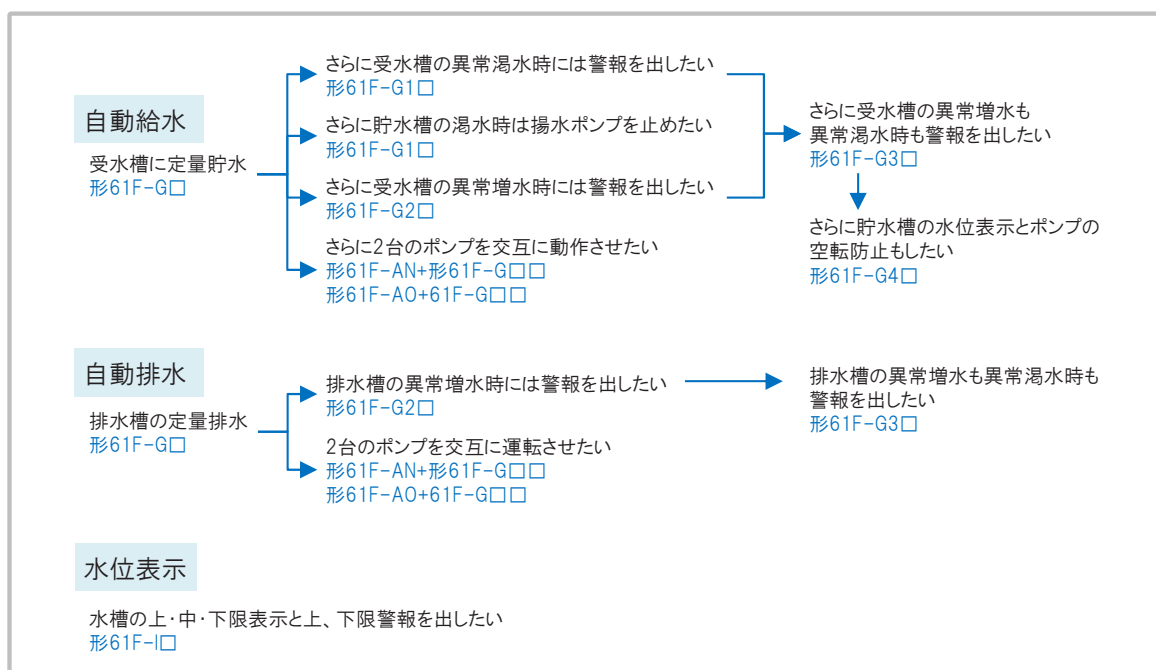 自動給水
受水槽に定量貯水
形61F-G□
さらに受水槽の異常渇水時には警報を出したい
形61F-G1□
さらに貯水槽の渇水時は揚水ポンプを止めたい
形61F-G1□
さらに受水槽の異常増水時には警報を出したい
形61F-G2□
さらに2台のポンプを交互に動作させたい
形61F-AN+形61F-G□□
形61F-AO+61F-G□□
さらに受水槽の異常増水も
異常渇水時も警報を出したい
形61F-G3□
さらに貯水槽の水位表示とポンプの
空転防止もしたい
形61F-G4□
自動排水
排水槽の定量排水
形61F-G□
排水槽の異常増水時には警報を出したい
形61F-G2□
2台のポンプを交互に運転させたい
形61F-AN+形61F-G□□
形61F-AO+61F-G□□
排水槽の異常増水も異常渇水時も
警報を出したい
形61F-G3□
水位表示
水槽の上・中・下限表示と上、下限警報を出したい
形61F-I□